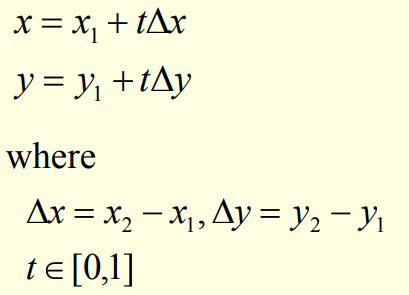 x = x₁ + tΔx
y = y₁ + tΔy
where
Δx = x₂ − x₁, Δy = y₂ − y₁
t ∈ [0,1]